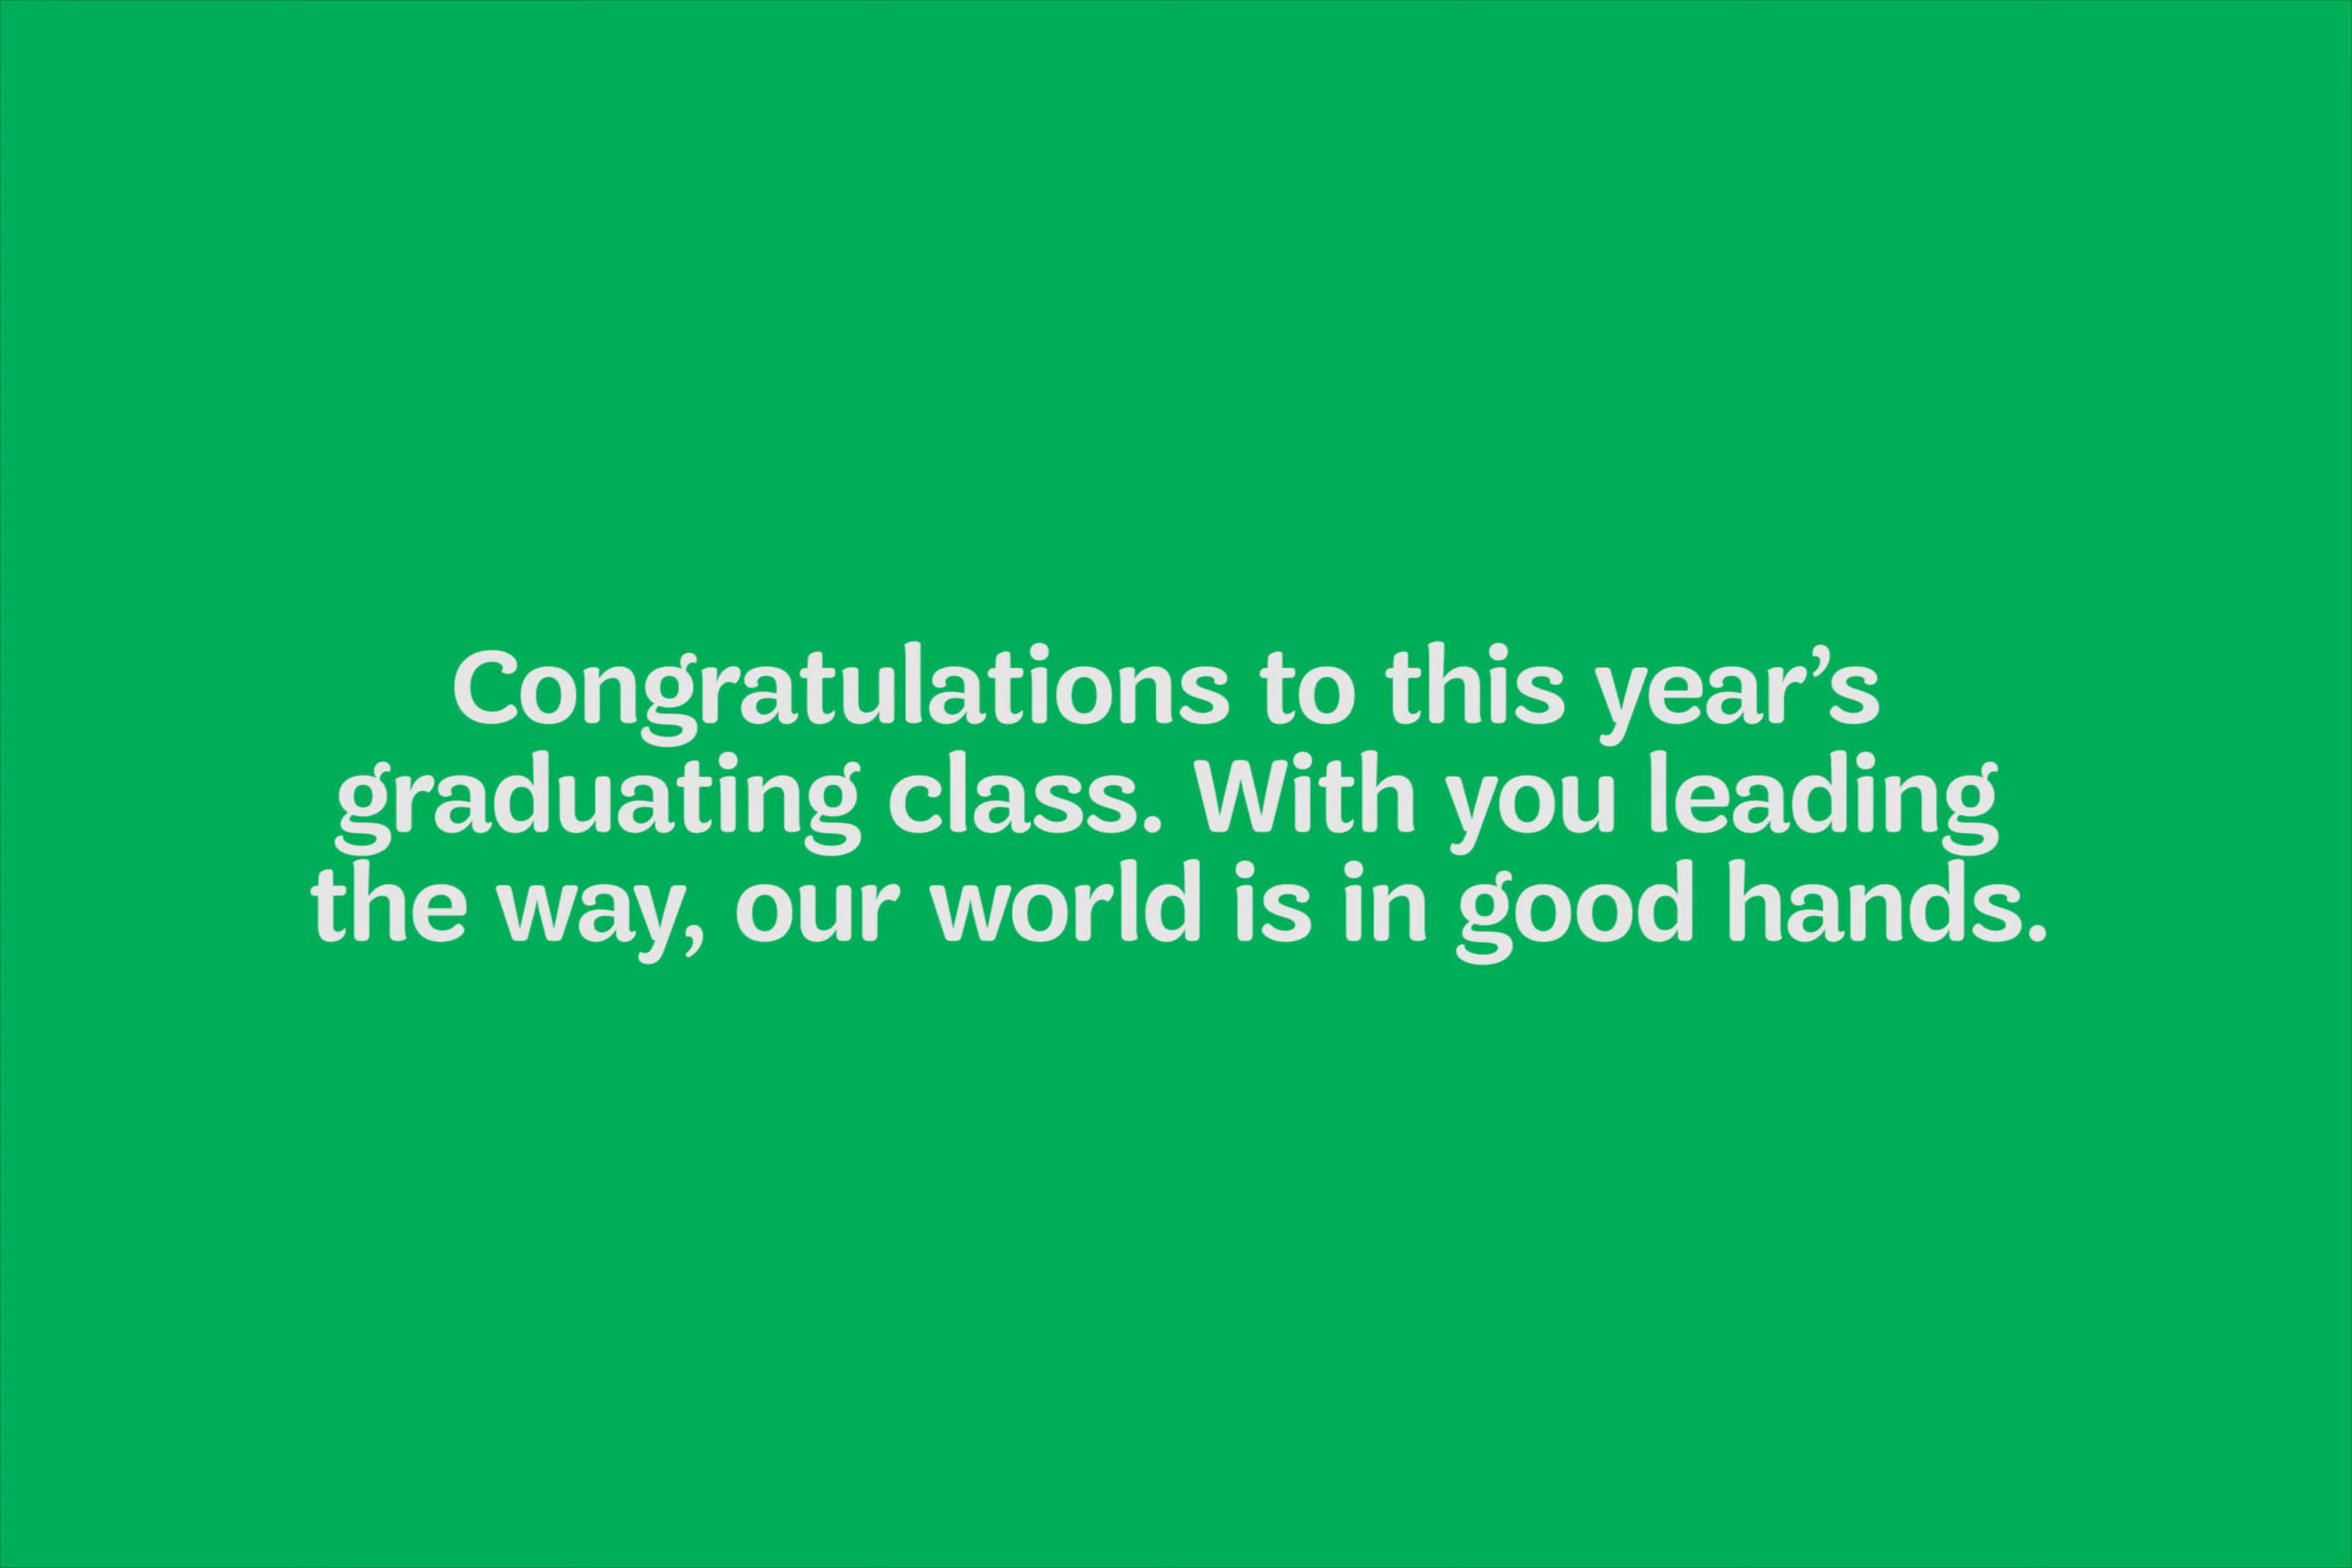 Congratulations to this year’s
graduating class. With you leading
the way, our world is in good hands.